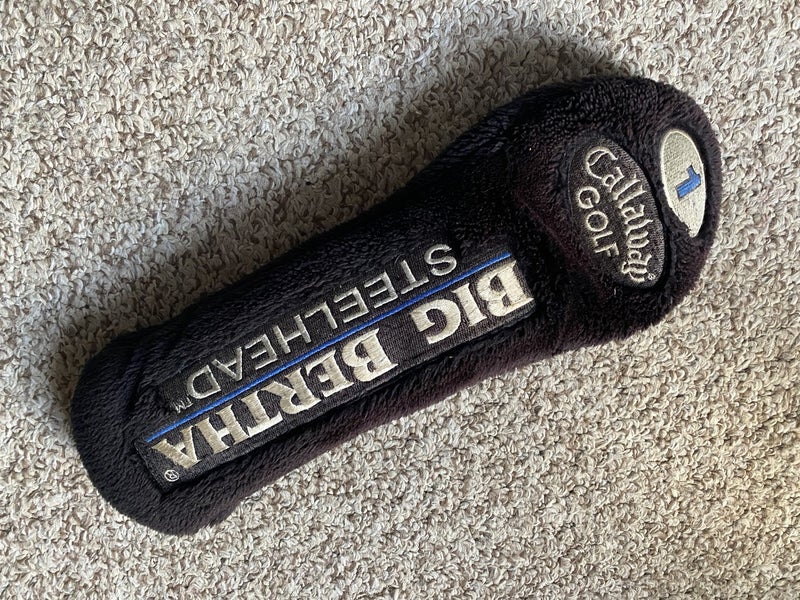 1
Callaway®
GOLF
BIG BERTHA®
STEELHEAD™